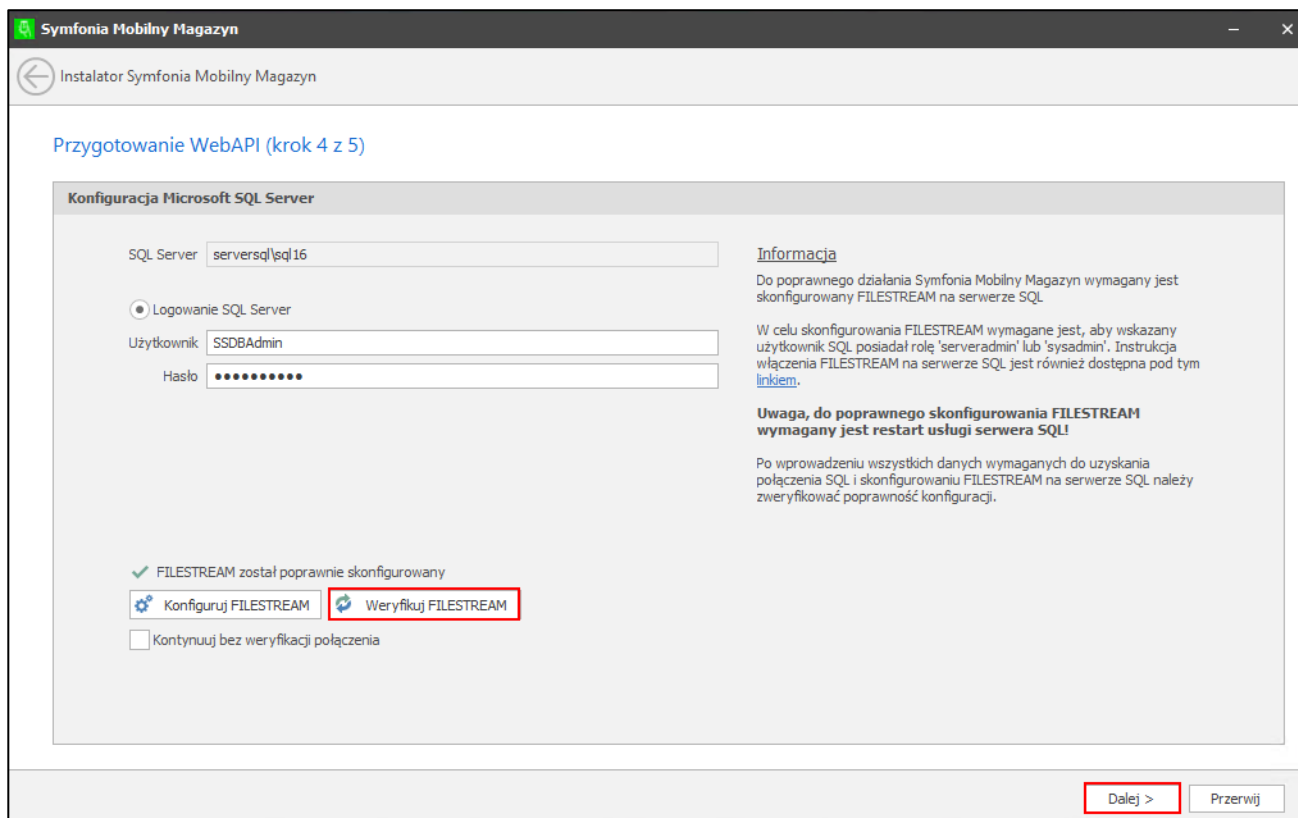 Symfonia Mobilny Magazyn
Instalator Symfonia Mobilny Magazyn
Przygotowanie WebAPI (krok 4 z 5)
Konfiguracja Microsoft SQL Server
SQL Server serversql\sql16
Logowanie SQL Server
Użytkownik SSDBAdmin
Hasło ●●●●●●●●●●
Informacja
Do poprawnego działania Symfonia Mobilny Magazyn wymagany jest
skonfigurowany FILESTREAM na serwerze SQL
W celu skonfigurowania FILESTREAM wymagane jest, aby wskazany
użytkownik SQL posiadał rolę 'serveradmin' lub 'sysadmin'. Instrukcja
włączenia FILESTREAM na serwerze SQL jest również dostępna pod tym
linkiem.
Uwaga, do poprawnego skonfigurowania FILESTREAM
wymagany jest restart usługi serwera SQL!
Po wprowadzeniu wszystkich danych wymaganych do uzyskania
połączenia SQL i skonfigurowaniu FILESTREAM na serwerze SQL należy
zweryfikować poprawność konfiguracji.
FILESTREAM został poprawnie skonfigurowany
Konfiguruj FILESTREAM Weryfikuj FILESTREAM
Kontynuuj bez weryfikacji połączenia
Dalej > Przerwij